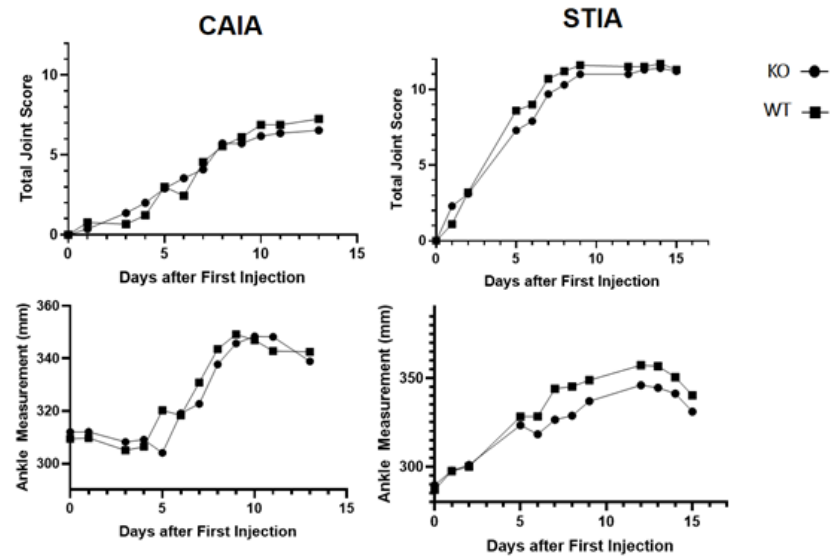 CAIA
STIA
KO
WT
Total Joint Score
10
5
0
0 5 10 15
Days after First Injection
Total Joint Score
10
5
0
0 5 10 15
Days after First Injection
Ankle Measurement (mm)
360
340
320
300
0 5 10 15
Days after First Injection
Ankle Measurement (mm)
350
300
0 5 10 15
Days after First Injection